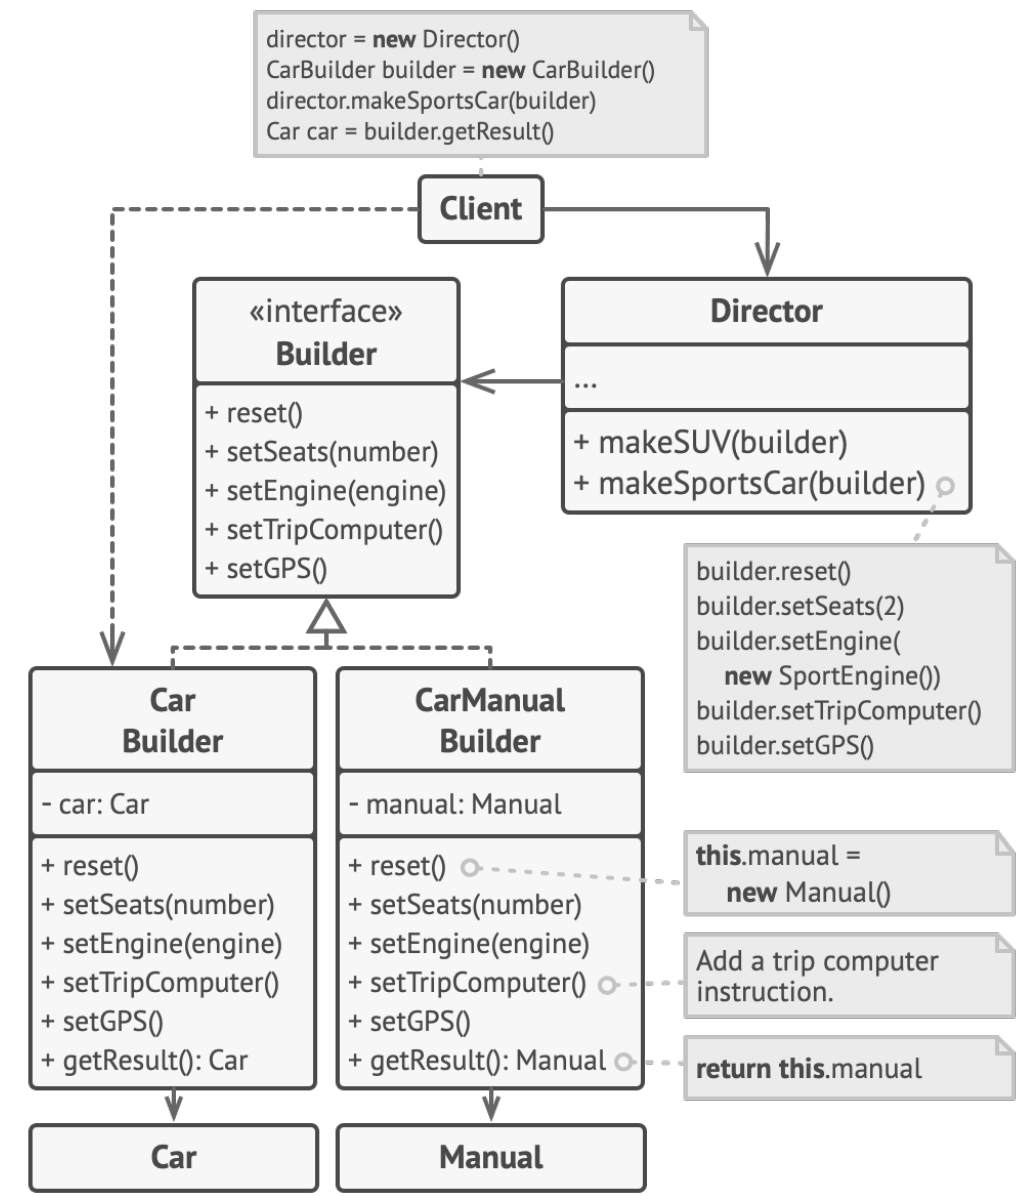 director = new Director()
CarBuilder builder = new CarBuilder()
director.makeSportsCar(builder)
Car car = builder.getResult()
Client
«interface»
Builder
+ reset()
+ setSeats(number)
+ setEngine(engine)
+ setTripComputer()
+ setGPS()
Director
...
+ makeSUV(builder)
+ makeSportsCar(builder)
builder.reset()
builder.setSeats(2)
builder.setEngine(
new SportEngine())
builder.setTripComputer()
builder.setGPS()
Car
Builder
- car: Car
+ reset()
+ setSeats(number)
+ setEngine(engine)
+ setTripComputer()
+ setGPS()
+ getResult(): Car
CarManual
Builder
- manual: Manual
+ reset()
+ setSeats(number)
+ setEngine(engine)
+ setTripComputer()
+ setGPS()
+ getResult(): Manual
this.manual =
new Manual()
Add a trip computer
instruction.
return this.manual
Car
Manual